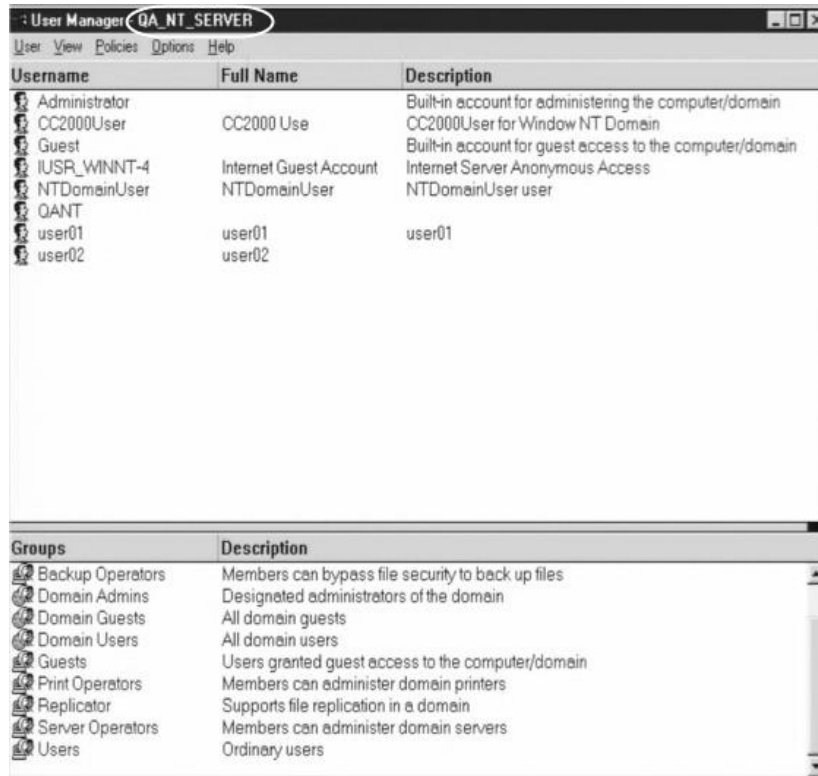 User Manager - QA_NT_SERVER
User View Policies Options Help
Username Full Name Description
Administrator Built-in account for administering the computer/domain
CC2000User CC2000 Use CC2000User for Window NT Domain
Guest Built-in account for guest access to the computer/domain
IUSR_WINNT-4 Internet Guest Account Internet Server Anonymous Access
NTDomainUser NTDomainUser NTDomainUser user
QANT
user01 user01 user01
user02 user02
Groups Description
Backup Operators Members can bypass file security to back up files
Domain Admins Designated administrators of the domain
Domain Guests All domain guests
Domain Users All domain users
Guests Users granted guest access to the computer/domain
Print Operators Members can administer domain printers
Replicator Supports file replication in a domain
Server Operators Members can administer domain servers
Users Ordinary users